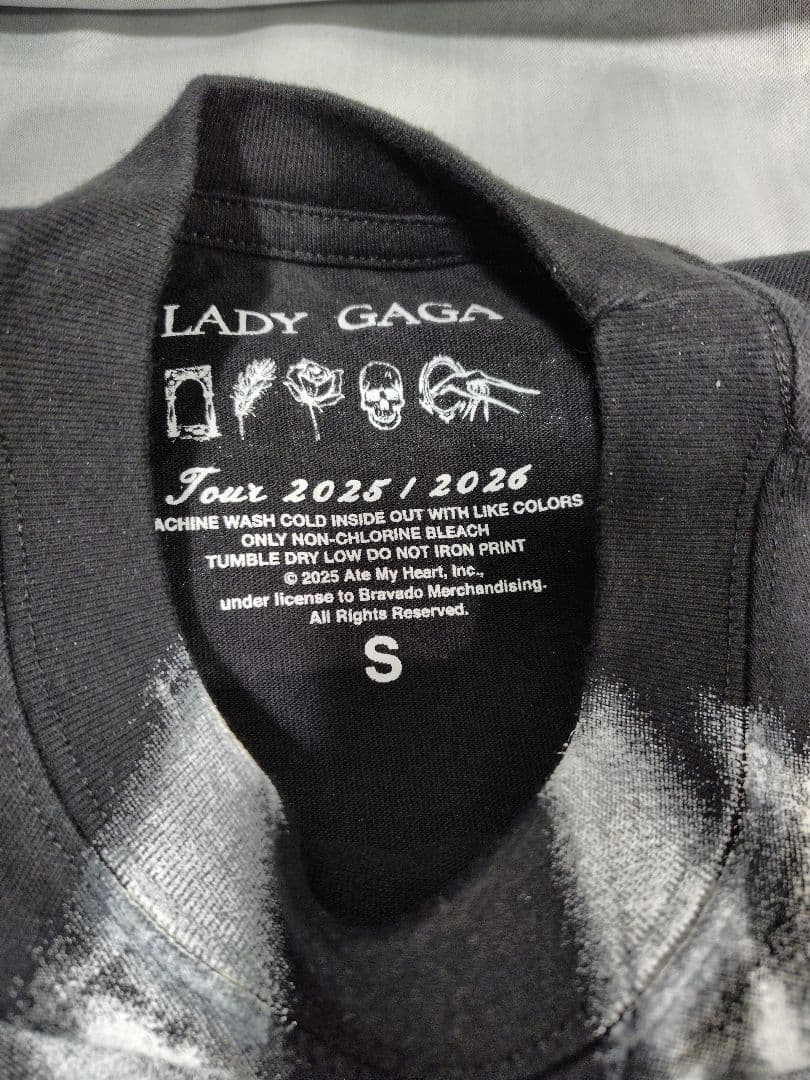 LADY GAGA
Tour 2025 / 2026
ACHINE WASH COLD INSIDE OUT WITH LIKE COLORS
ONLY NON-CHLORINE BLEACH
TUMBLE DRY LOW DO NOT IRON PRINT
© 2025 Ate My Heart, Inc.,
under license to Bravado Merchandising.
All Rights Reserved.
S